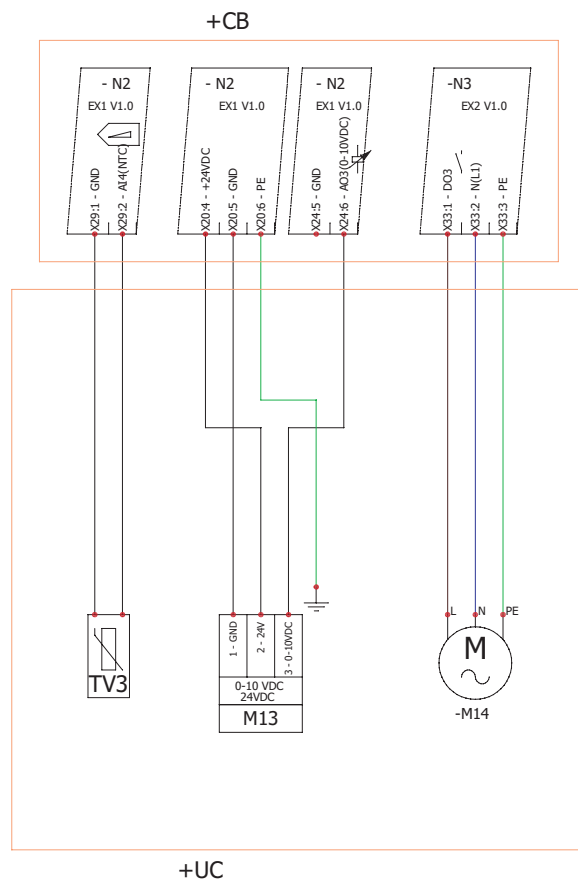 +CB
- N2
EX1 V1.0
X29:1 - GND
X29:2 - AI4(NTC)
- N2
EX1 V1.0
X20:4 - +24VDC
X20:5 - GND
X20:6 - PE
- N2
EX1 V1.0
X24:5 - GND
X24:6 - AO3(0-10VDC)
-N3
EX2 V1.0
X33:1 - DO3
X33:2 - N(L1)
X33:3 - PE
TV3
1 - GND
2 - 24V
3 - 0-10VDC
0-10 VDC
24VDC
M13
L
N
PE
M
-M14
+UC